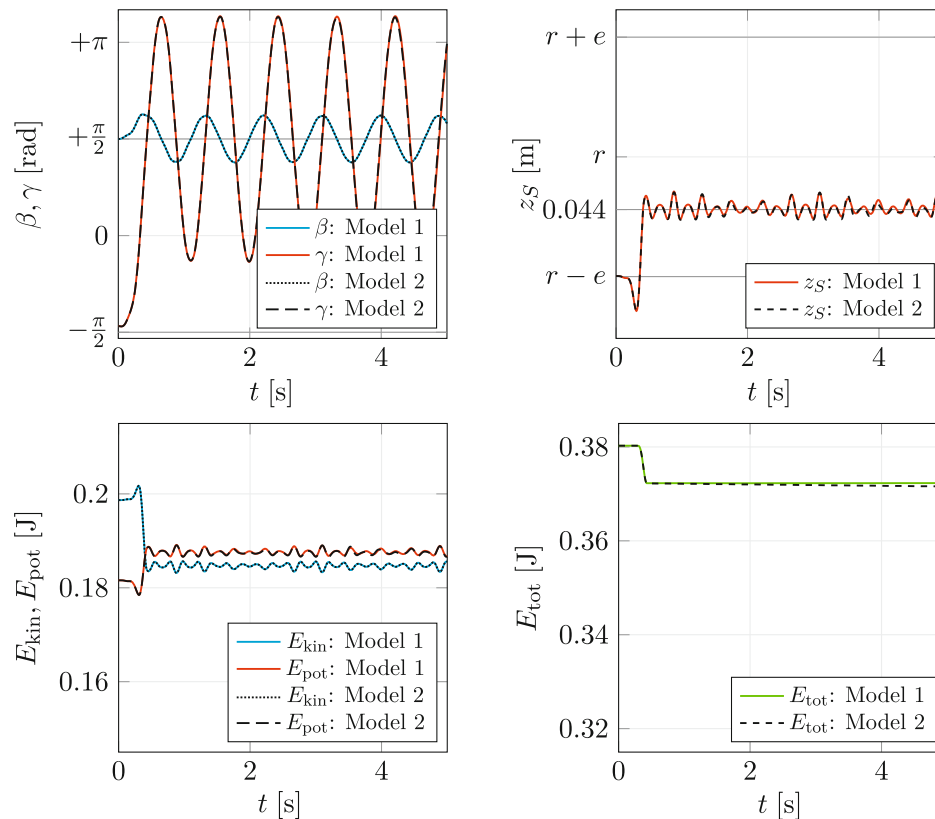 +π
+π/2
0
−π/2
β, γ [rad]
β: Model 1
γ: Model 1
β: Model 2
γ: Model 2
0 2 4
t [s]
r + e
r
0.044
r − e
z_S [m]
z_S: Model 1
z_S: Model 2
0 2 4
t [s]
0.2
0.18
0.16
E_kin, E_pot [J]
E_kin: Model 1
E_pot: Model 1
E_kin: Model 2
E_pot: Model 2
0 2 4
t [s]
0.38
0.36
0.34
0.32
E_tot [J]
E_tot: Model 1
E_tot: Model 2
0 2 4
t [s]